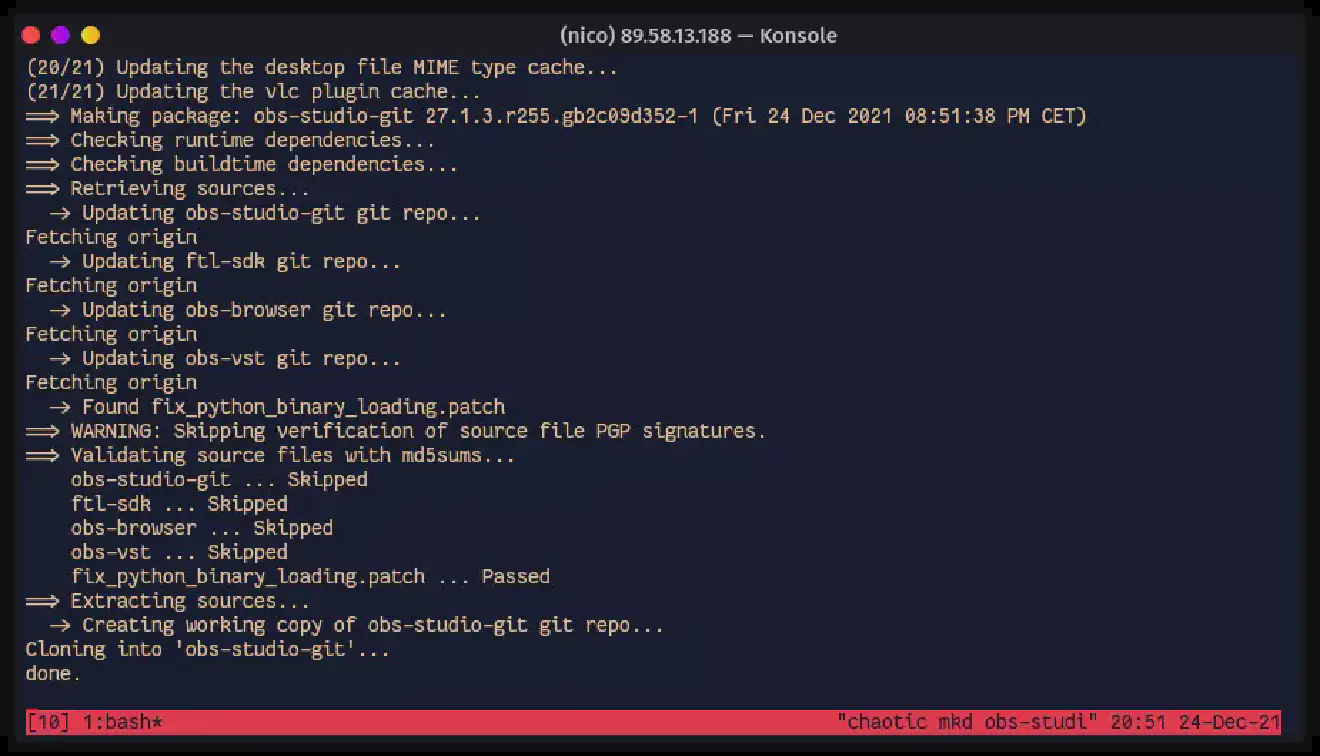 (nico) 89.58.13.188 — Konsole
(20/21) Updating the desktop file MIME type cache...
(21/21) Updating the vlc plugin cache...
==> Making package: obs-studio-git 27.1.3.r255.gb2c09d352-1 (Fri 24 Dec 2021 08:51:38 PM CET)
==> Checking runtime dependencies...
==> Checking buildtime dependencies...
==> Retrieving sources...
  -> Updating obs-studio-git git repo...
Fetching origin
  -> Updating ftl-sdk git repo...
Fetching origin
  -> Updating obs-browser git repo...
Fetching origin
  -> Updating obs-vst git repo...
Fetching origin
  -> Found fix_python_binary_loading.patch
==> WARNING: Skipping verification of source file PGP signatures.
==> Validating source files with md5sums...
    obs-studio-git ... Skipped
    ftl-sdk ... Skipped
    obs-browser ... Skipped
    obs-vst ... Skipped
    fix_python_binary_loading.patch ... Passed
==> Extracting sources...
  -> Creating working copy of obs-studio-git git repo...
Cloning into 'obs-studio-git'...
done.
[10] 1:bash* "chaotic mkd obs-studi" 20:51 24-Dec-21